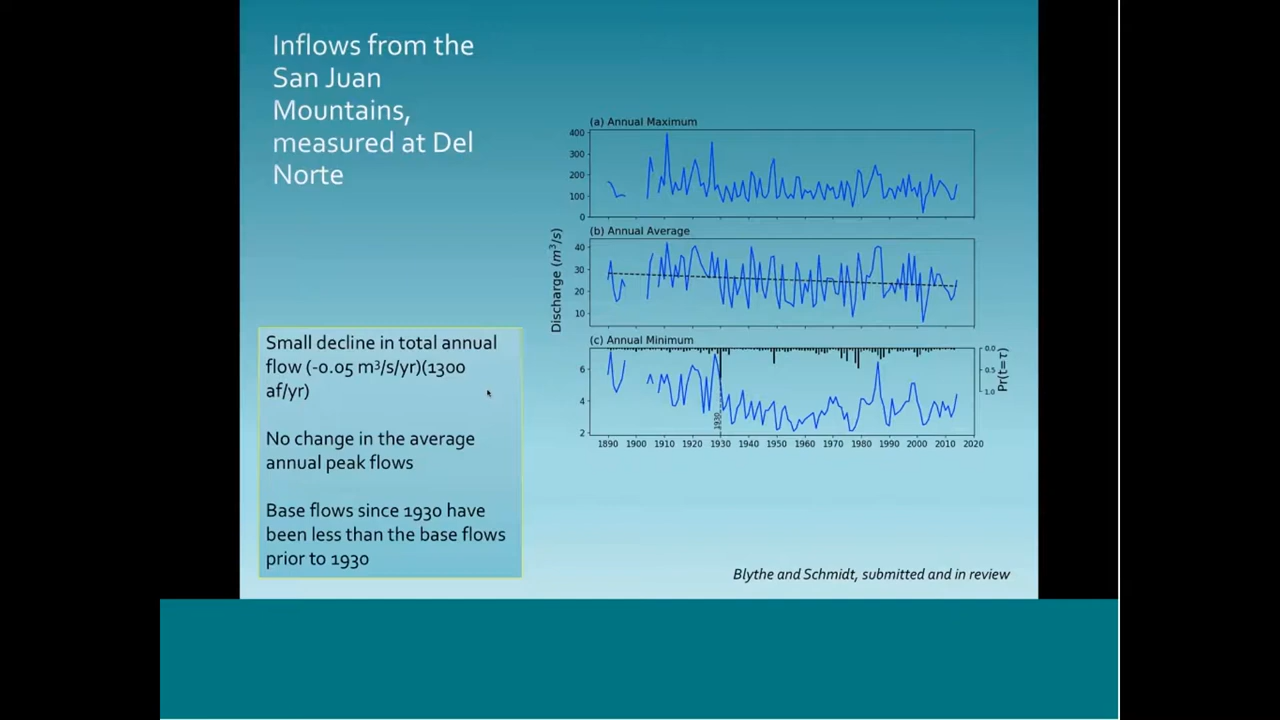 Inflows from the
San Juan
Mountains,
measured at Del
Norte
Small decline in total annual
flow (-0.05 m³/s/yr)(1300
af/yr)
No change in the average
annual peak flows
Base flows since 1930 have
been less than the base flows
prior to 1930
(a) Annual Maximum
400
300
200
100
0
(b) Annual Average
40
30
20
10
Discharge (m³/s)
(c) Annual Minimum
6
4
2
1930
0.0
0.5
1.0
Pr(t=τ)
1890 1900 1910 1920 1930 1940 1950 1960 1970 1980 1990 2000 2010 2020
Blythe and Schmidt, submitted and in review